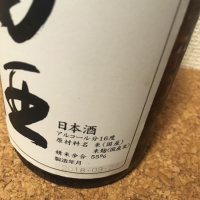 日本酒
アルコール分16度
原材料名 米(国産)
米麹(国産米)
精米歩合 55%
製造年月